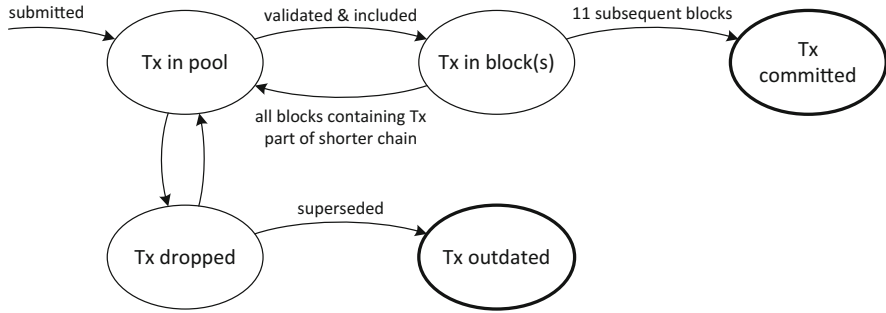 submitted
validated & included
11 subsequent blocks
Tx in pool
Tx in block(s)
Tx
committed
all blocks containing Tx
part of shorter chain
superseded
Tx dropped
Tx outdated